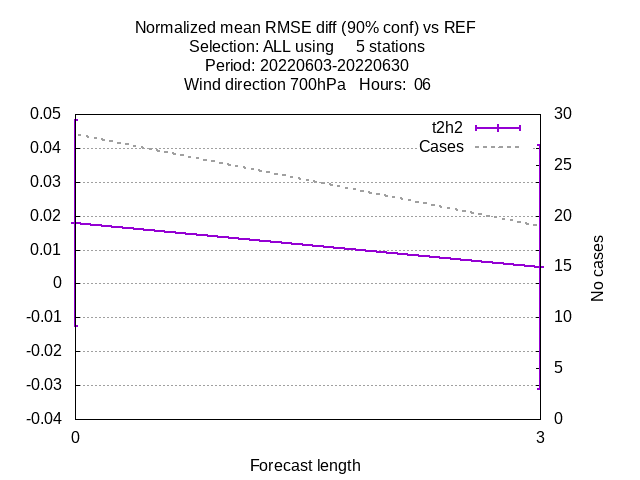 Normalized mean RMSE diff (90% conf) vs REF
Selection: ALL using     5 stations
Period: 20220603-20220630
Wind direction 700hPa   Hours:  06
0.05
0.04
0.03
0.02
0.01
0
-0.01
-0.02
-0.03
-0.04
30
25
20
15
10
5
0
t2h2
Cases
No cases
0
3
Forecast length